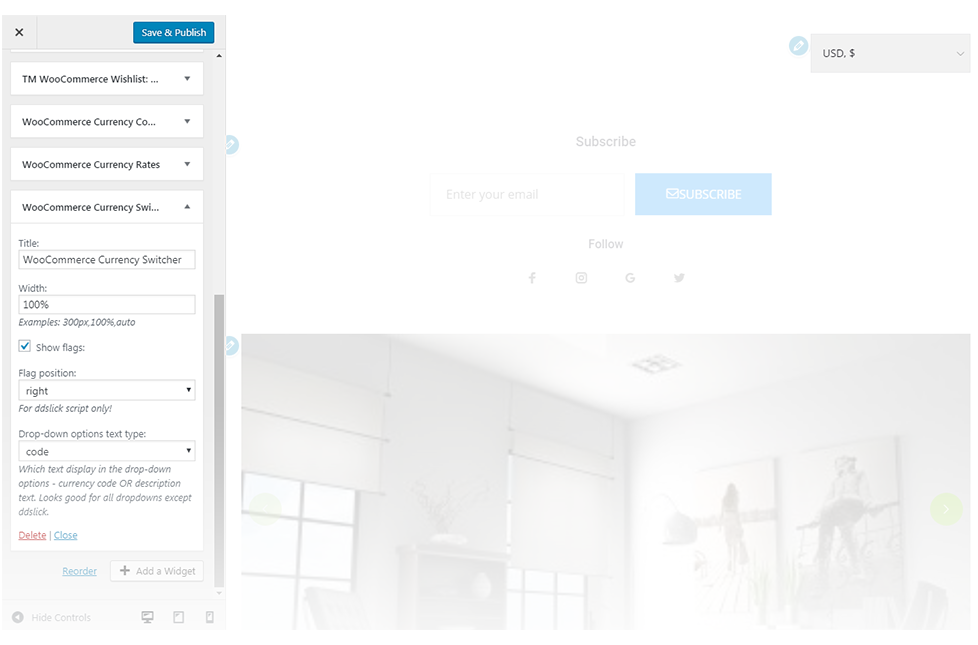 Save & Publish
TM WooCommerce Wishlist: ...
WooCommerce Currency Co...
WooCommerce Currency Rates
WooCommerce Currency Swi...
Title:
WooCommerce Currency Switcher
Width:
100%
Examples: 300px,100%,auto
Show flags:
Flag position:
right
For ddslick script only!
Drop-down options text type:
code
Which text display in the drop-down
options - currency code OR description
text. Looks good for all dropdowns except
ddslick.
Delete | Close
Reorder
Add a Widget
Hide Controls
USD, $
Subscribe
Enter your email
SUBSCRIBE
Follow